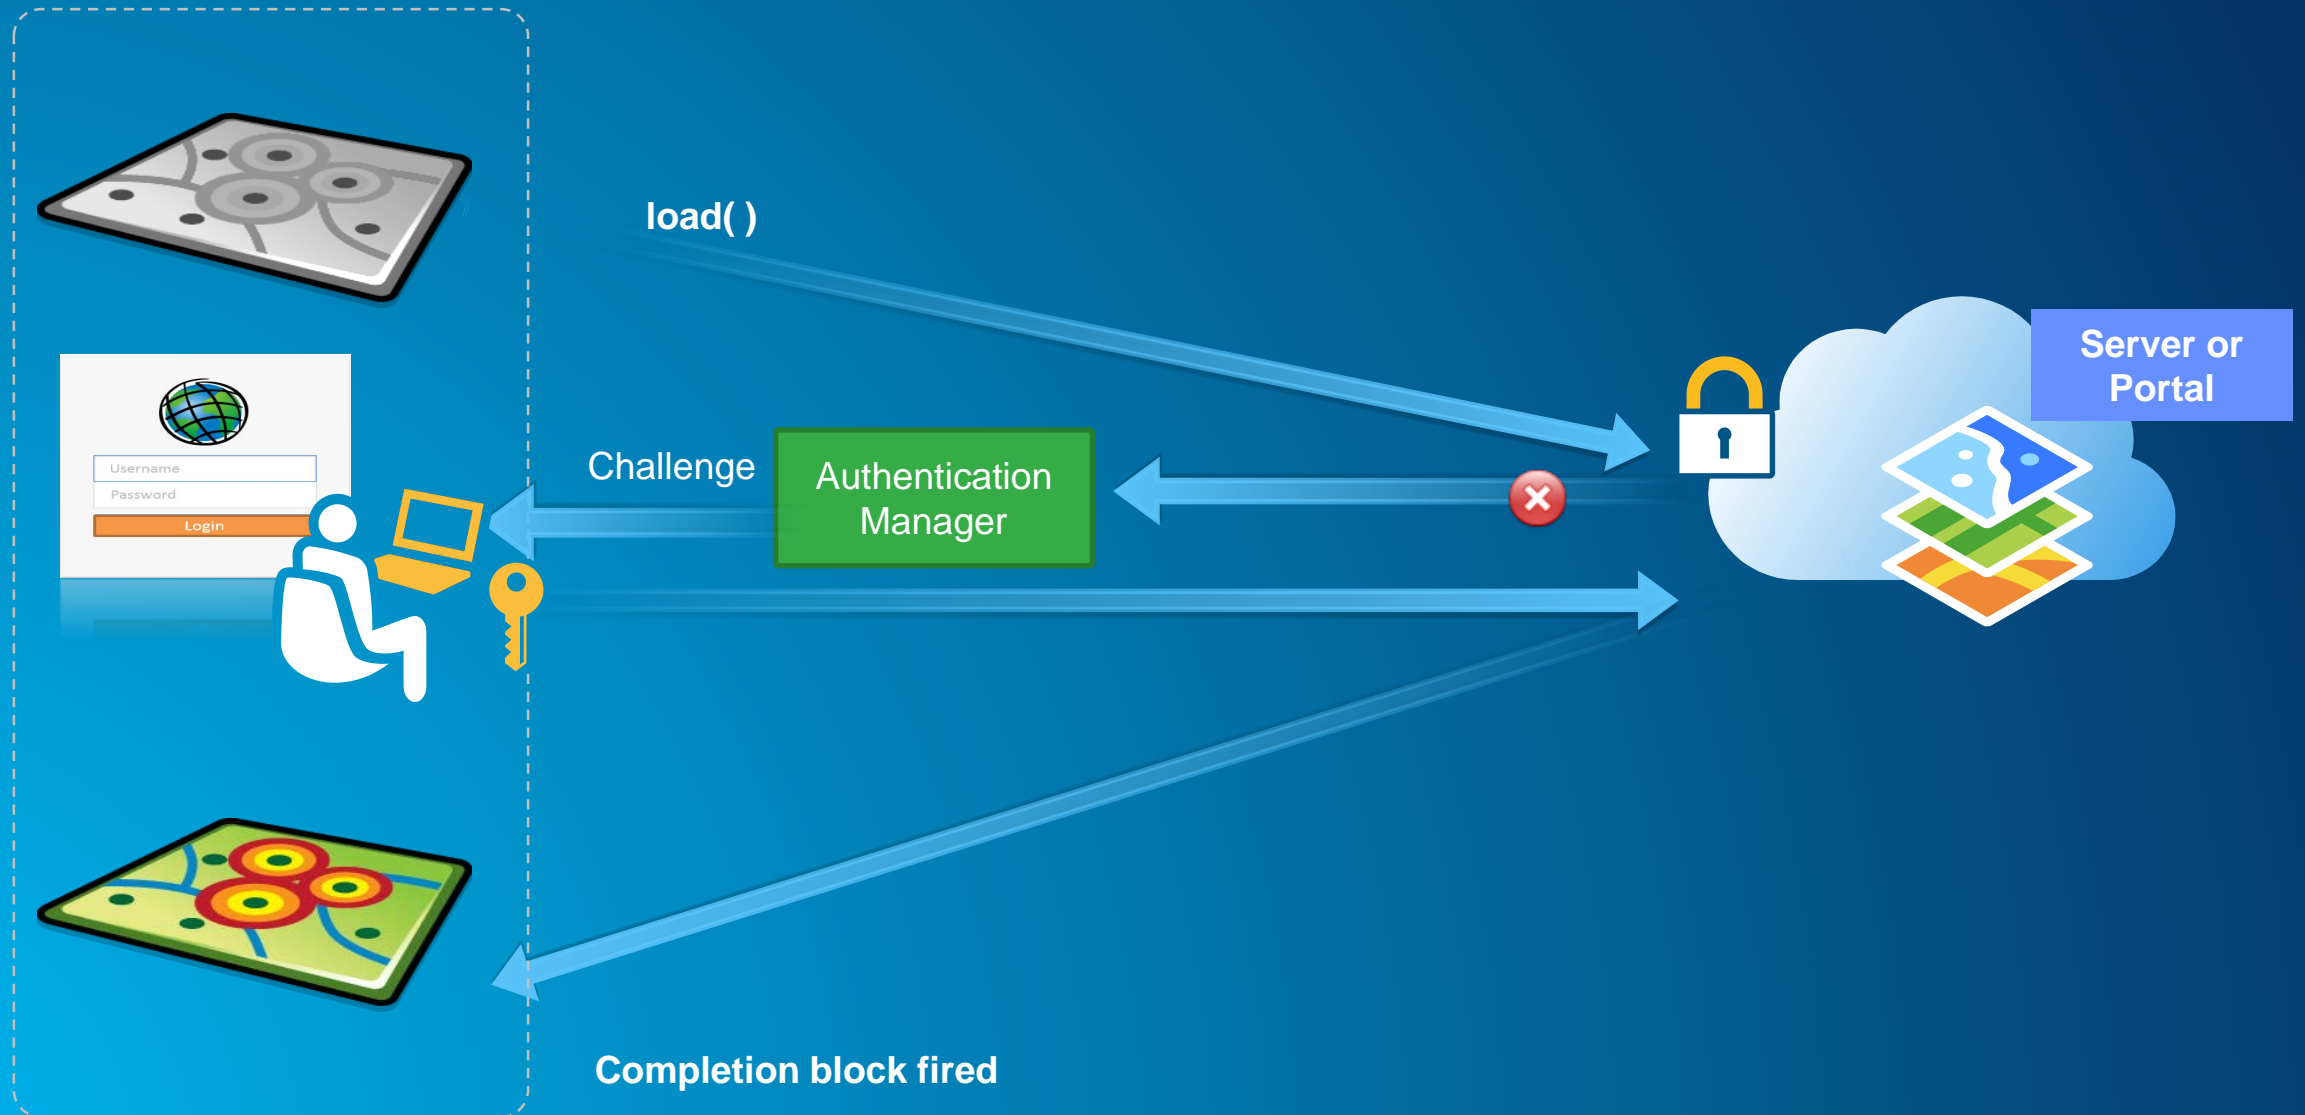 load( )
Server or
Portal
Username
Password
Login
Challenge
Authentication
Manager
Completion block fired